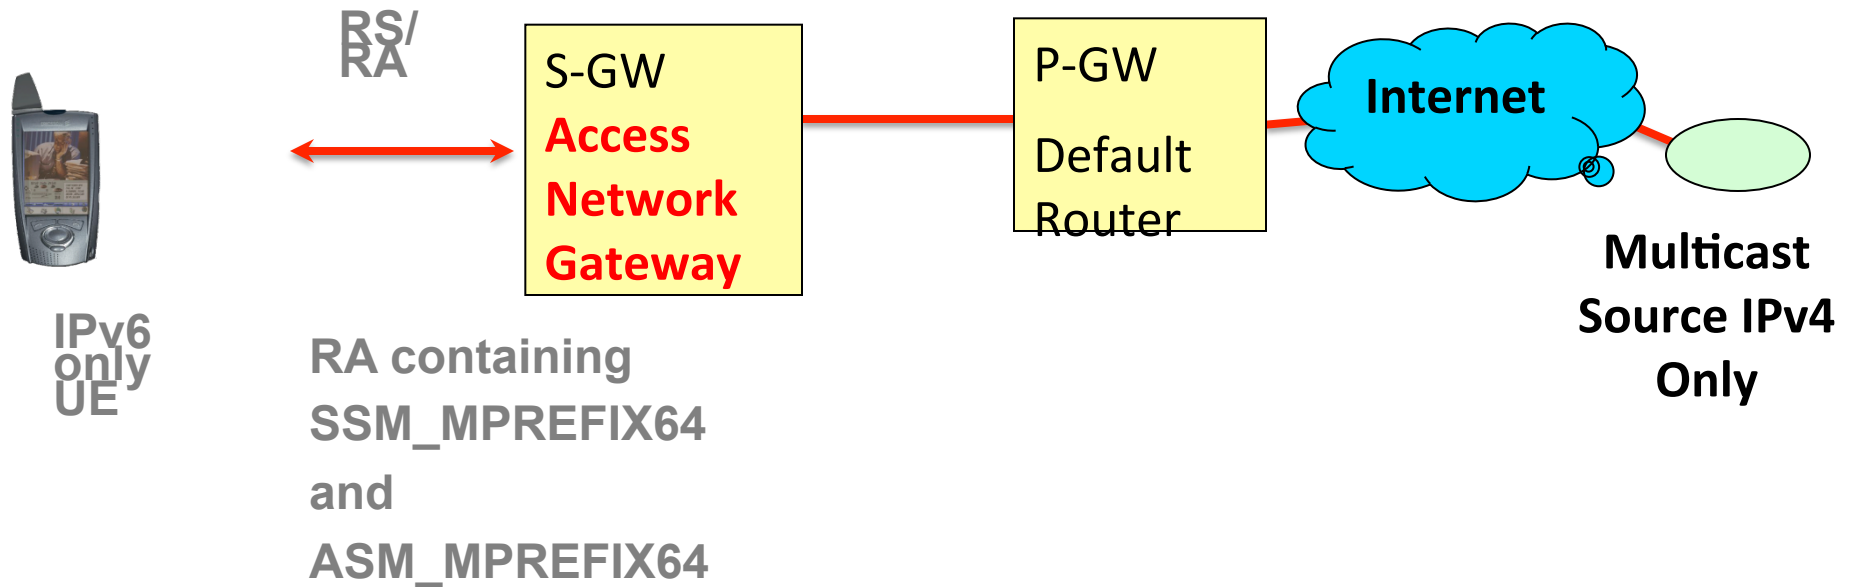 RS/
RA
S-GW
Access
Network
Gateway
P-GW
Default
Router
Internet
Multicast
Source IPv4
Only
IPv6
only
UE
RA containing
SSM_MPREFIX64
and
ASM_MPREFIX64